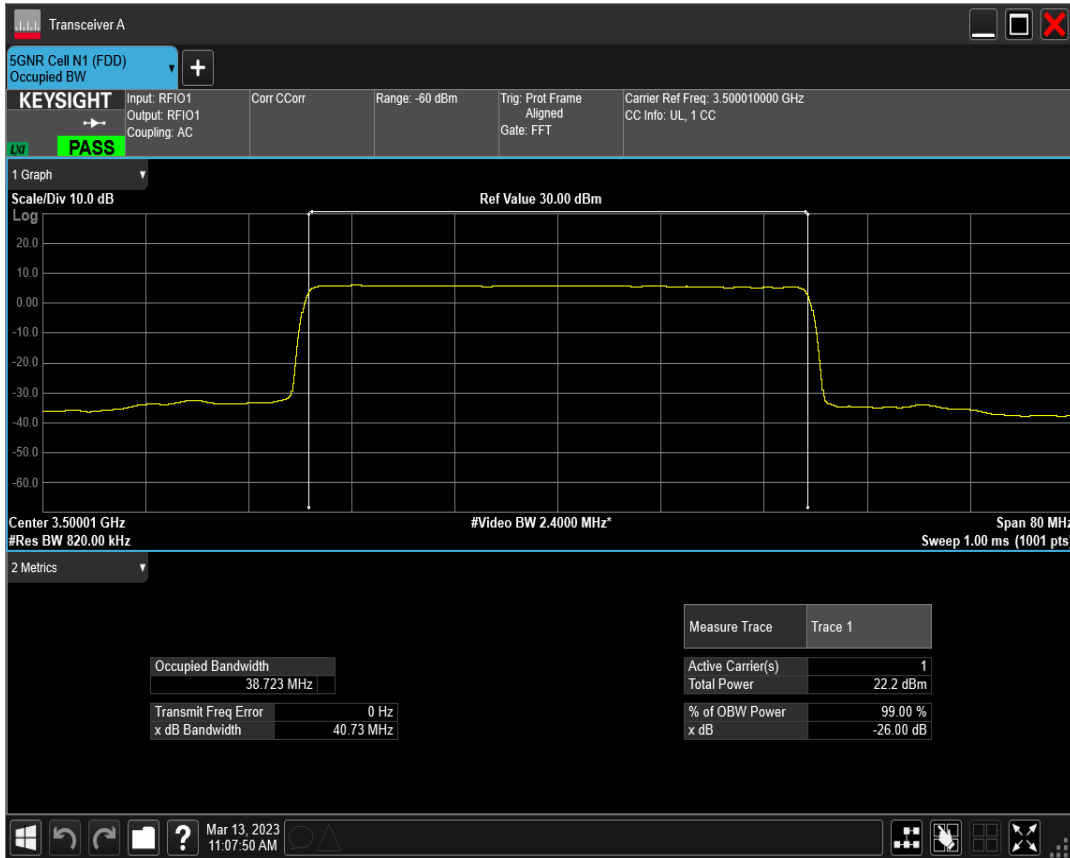 Transceiver A
5GNR Cell N1 (FDD)
Occupied BW
KEYSIGHT
LXI
PASS
Input: RFIO1
Output: RFIO1
Coupling: AC
Corr CCorr
Range: -60 dBm
Trig: Prot Frame
Aligned
Gate: FFT
Carrier Ref Freq: 3.500010000 GHz
CC Info: UL, 1 CC
1 Graph
Scale/Div 10.0 dB
Ref Value 30.00 dBm
Log
20.0
10.0
0.00
-10.0
-20.0
-30.0
-40.0
-50.0
-60.0
Center 3.50001 GHz
#Video BW 2.4000 MHz*
Span 80 MHz
#Res BW 820.00 kHz
Sweep 1.00 ms (1001 pts)
2 Metrics
Measure Trace Trace 1
Occupied Bandwidth
38.723 MHz
Active Carrier(s) 1
Total Power 22.2 dBm
Transmit Freq Error 0 Hz
x dB Bandwidth 40.73 MHz
% of OBW Power 99.00 %
x dB -26.00 dB
?
Mar 13, 2023
11:07:50 AM